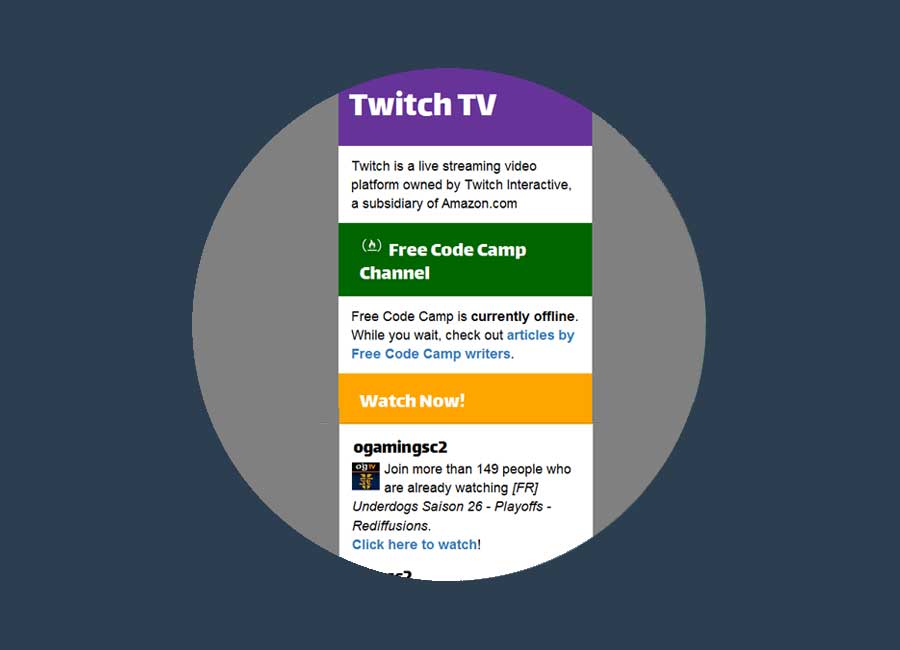 Twitch TV
Twitch is a live streaming video
platform owned by Twitch Interactive,
a subsidiary of Amazon.com
Free Code Camp
Channel
Free Code Camp is currently offline.
While you wait, check out articles by
Free Code Camp writers.
Watch Now!
ogamingsc2
Join more than 149 people who
are already watching [FR]
Underdogs Saison 26 - Playoffs -
Rediffusions.
Click here to watch!